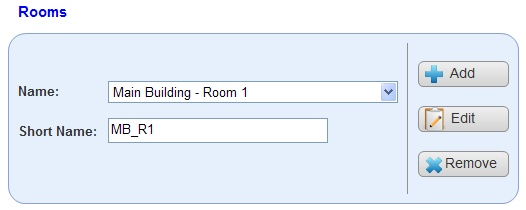 Rooms
Name: Main Building - Room 1
Short Name: MB_R1
Add
Edit
Remove